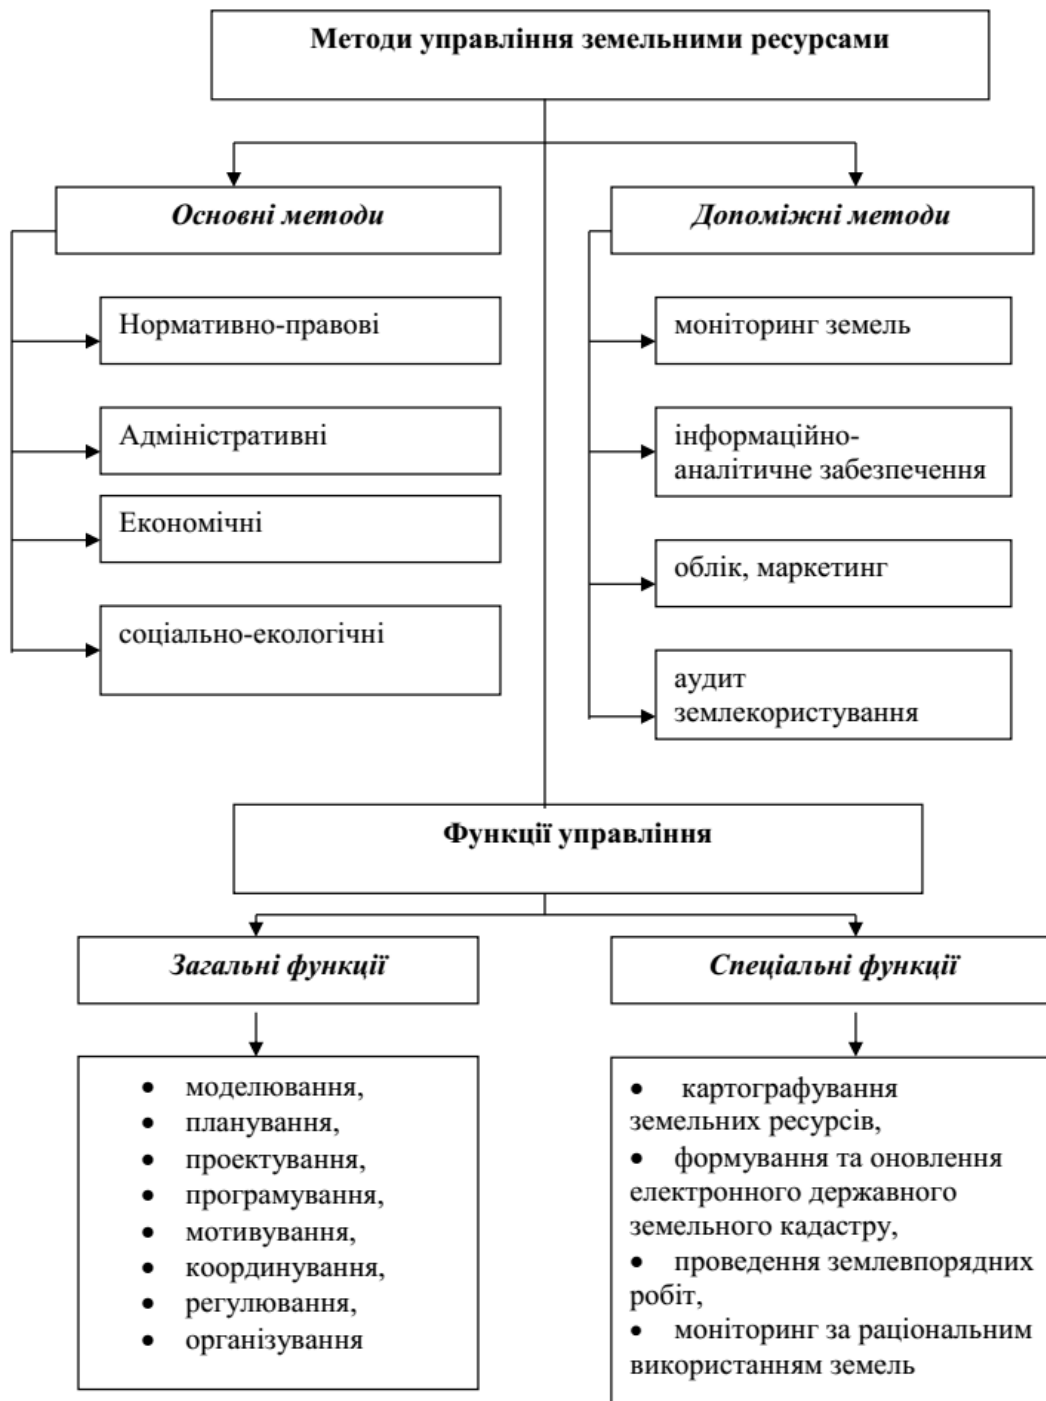 Методи управління земельними ресурсами
Основні методи
Нормативно-правові
Адміністративні
Економічні
соціально-екологічні
Допоміжні методи
моніторинг земель
інформаційно-
аналітичне забезпечення
облік, маркетинг
аудит
землекористування
Функції управління
Загальні функції
• моделювання,
• планування,
• проектування,
• програмування,
• мотивування,
• координування,
• регулювання,
• організування
Спеціальні функції
• картографування
земельних ресурсів,
• формування та оновлення
електронного державного
земельного кадастру,
• проведення землевпорядних
робіт,
• моніторинг за раціональним
використанням земель